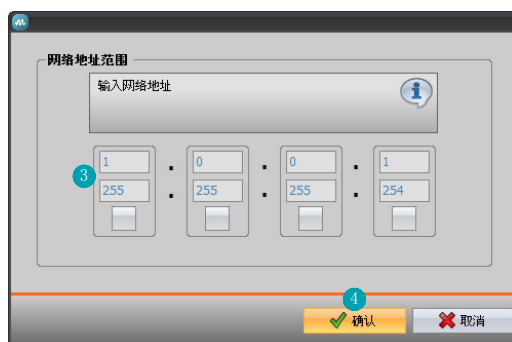 网络地址范围
输入网络地址
3
1 . 0 . 0 . 1
255 . 255 . 255 . 254
4
确认 取消